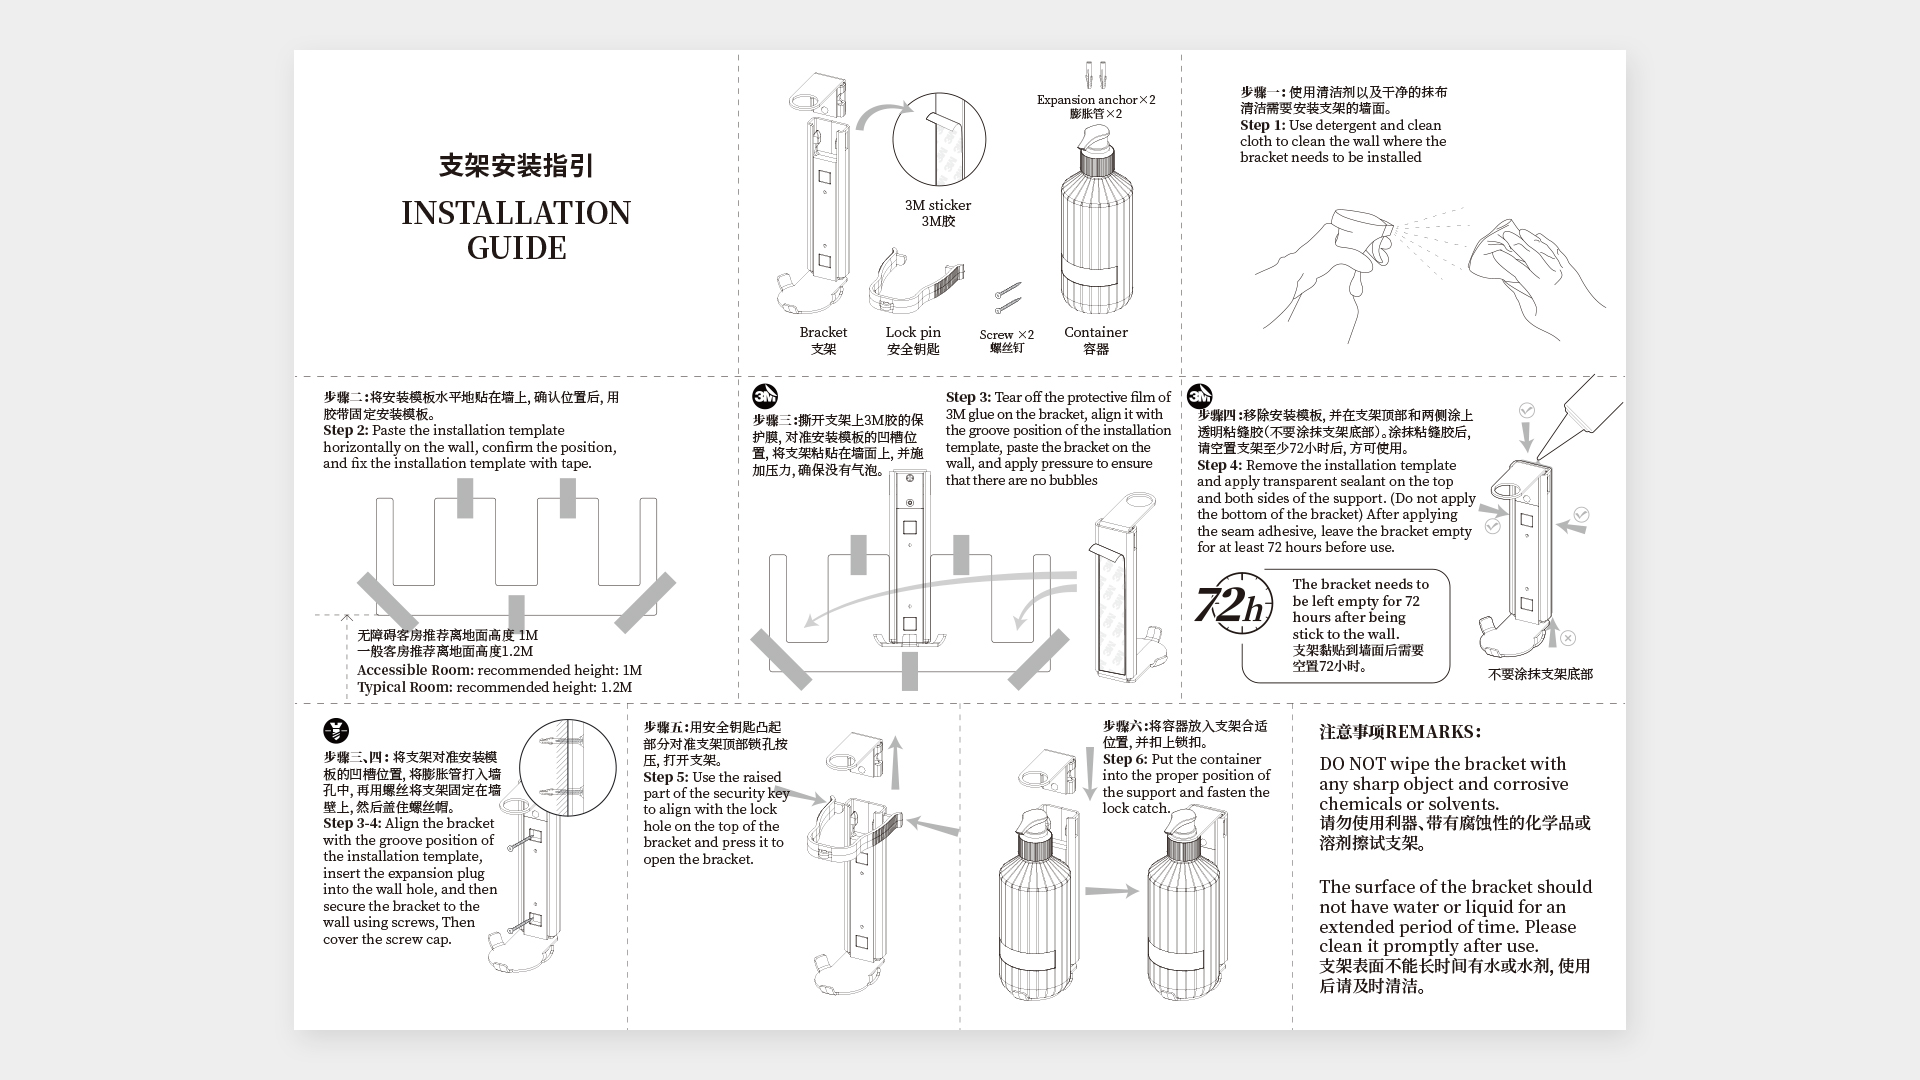 支架安装指引
INSTALLATION
GUIDE
Expansion anchor×2
膨胀管×2
3M sticker
3M胶
Bracket
支架
Lock pin
安全钥匙
Screw ×2
螺丝钉
Container
容器
步骤一: 使用清洁剂以及干净的抹布
清洁需要安装支架的墙面。
Step 1: Use detergent and clean
cloth to clean the wall where the
bracket needs to be installed
步骤二:将安装模板水平地贴在墙上, 确认位置后, 用
胶带固定安装模板。
Step 2: Paste the installation template
horizontally on the wall, confirm the position,
and fix the installation template with tape.
无障碍客房推荐离地面高度 1M
一般客房推荐离地面高度1.2M
Accessible Room: recommended height: 1M
Typical Room: recommended height: 1.2M
3M
步骤三:撕开支架上3M胶的保
护膜, 对准安装模板的凹槽位
置, 将支架粘贴在墙面上, 并施
加压力, 确保没有气泡。
Step 3: Tear off the protective film of
3M glue on the bracket, align it with
the groove position of the installation
template, paste the bracket on the
wall, and apply pressure to ensure
that there are no bubbles
3M
步骤四:移除安装模板, 并在支架顶部和两侧涂上
透明粘缝胶(不要涂抹支架底部)。涂抹粘缝胶后,
请空置支架至少72小时后, 方可使用。
Step 4: Remove the installation template
and apply transparent sealant on the top
and both sides of the support. (Do not apply
the bottom of the bracket) After applying
the seam adhesive, leave the bracket empty
for at least 72 hours before use.
72h
The bracket needs to
be left empty for 72
hours after being
stick to the wall.
支架黏贴到墙面后需要
空置72小时。
不要涂抹支架底部
步骤三、四: 将支架对准安装模
板的凹槽位置, 将膨胀管打入墙
孔中, 再用螺丝将支架固定在墙
壁上, 然后盖住螺丝帽。
Step 3-4: Align the bracket
with the groove position of
the installation template,
insert the expansion plug
into the wall hole, and then
secure the bracket to the
wall using screws, Then
cover the screw cap.
步骤五:用安全钥匙凸起
部分对准支架顶部锁孔按
压, 打开支架。
Step 5: Use the raised
part of the security key
to align with the lock
hole on the top of the
bracket and press it to
open the bracket.
步骤六:将容器放入支架合适
位置, 并扣上锁扣。
Step 6: Put the container
into the proper position of
the support and fasten the
lock catch.
注意事项REMARKS:
DO NOT wipe the bracket with
any sharp object and corrosive
chemicals or solvents.
请勿使用利器、带有腐蚀性的化学品或
溶剂擦试支架。
The surface of the bracket should
not have water or liquid for an
extended period of time. Please
clean it promptly after use.
支架表面不能长时间有水或水剂, 使用
后请及时清洁。